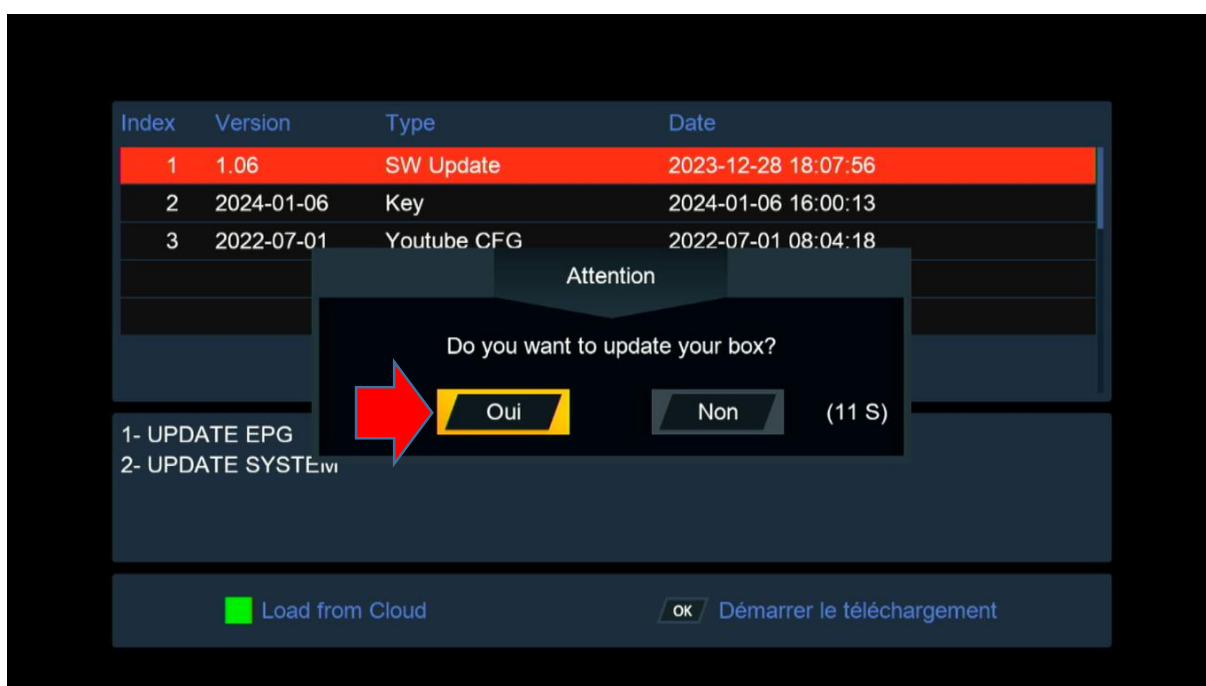 Index Version Type Date
1 1.06 SW Update 2023-12-28 18:07:56
2 2024-01-06 Key 2024-01-06 16:00:13
3 2022-07-01 Youtube CFG 2022-07-01 08:04:18
Attention
Do you want to update your box?
Oui Non (11 S)
1- UPDATE EPG
2- UPDATE SYSTEM
Load from Cloud OK Démarrer le téléchargement